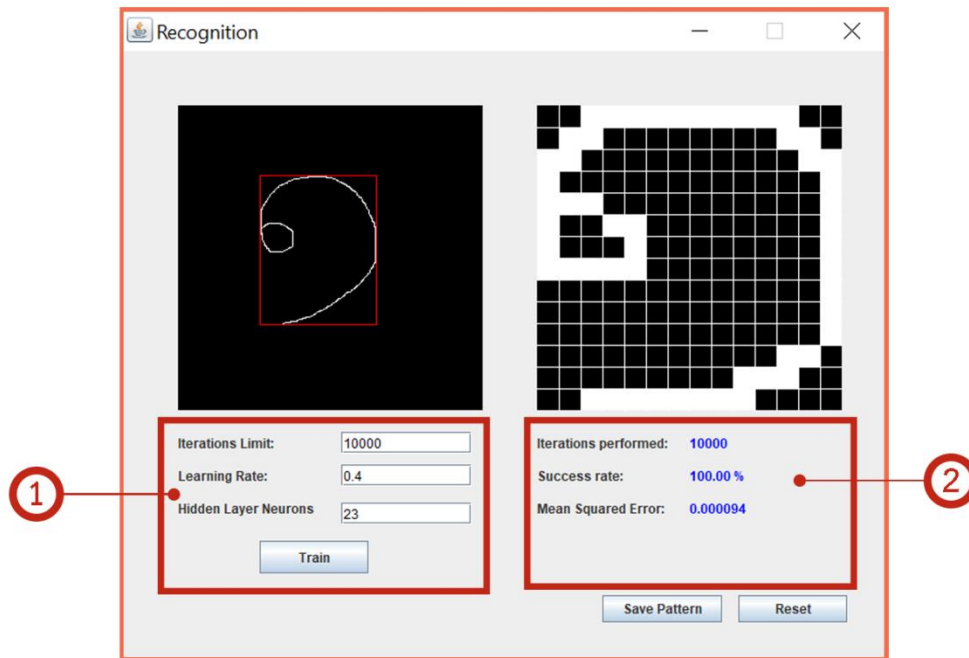 Recognition
Iterations Limit: 10000
Learning Rate: 0.4
Hidden Layer Neurons 23
Train
1
Iterations performed: 10000
Success rate: 100.00 %
Mean Squared Error: 0.000094
2
Save Pattern Reset